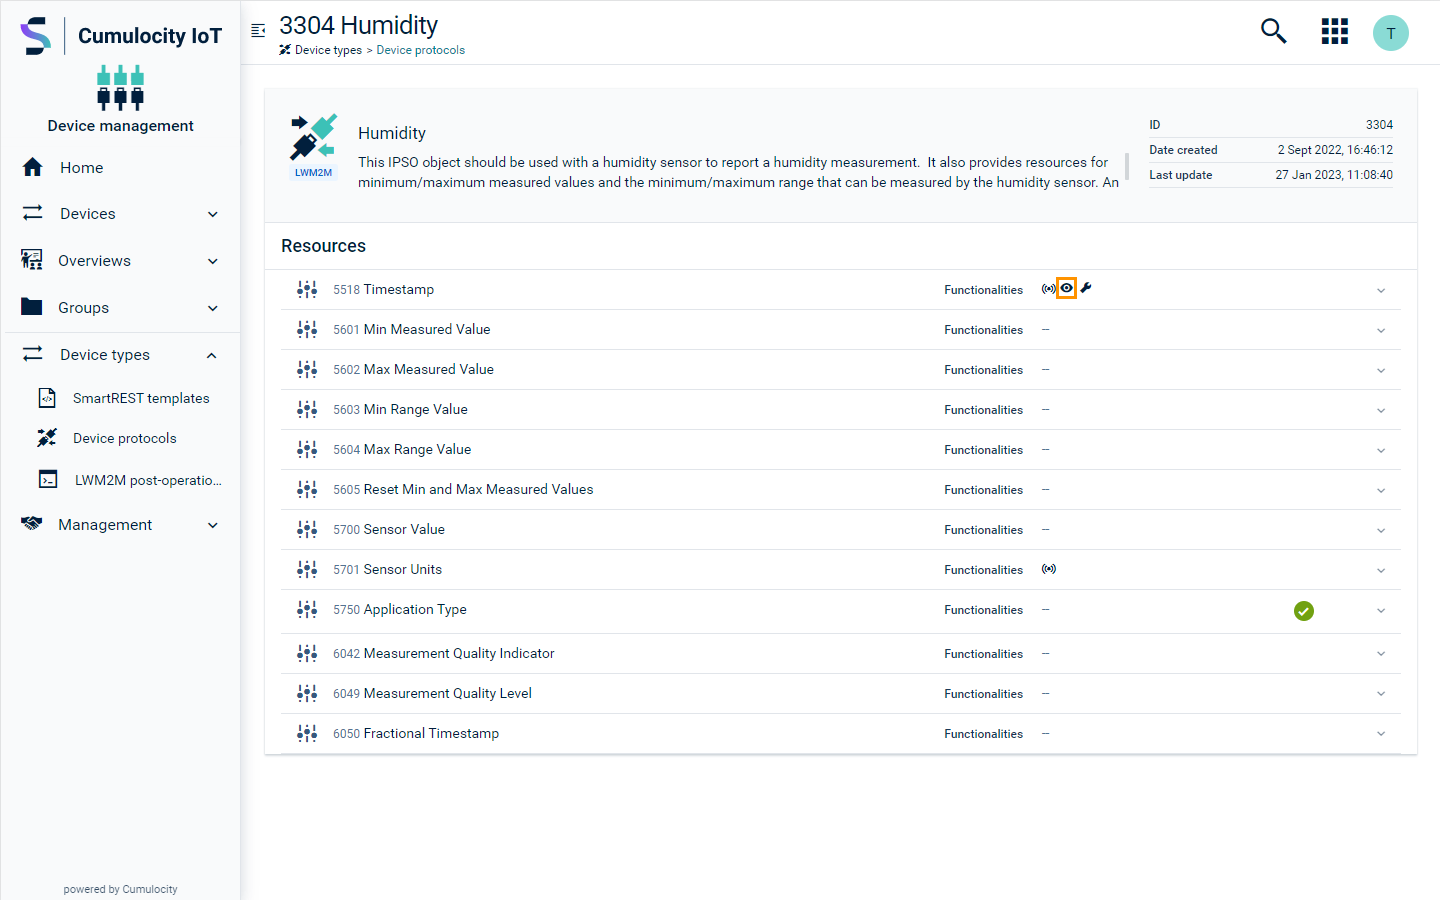 Cumulocity IoT
Device management
Home
Devices
Overviews
Groups
Device types
SmartREST templates
Device protocols
LWM2M post-operatio...
Management
powered by Cumulocity
3304 Humidity
Device types > Device protocols
T
LWM2M
Humidity
This IPSO object should be used with a humidity sensor to report a humidity measurement. It also provides resources for
minimum/maximum measured values and the minimum/maximum range that can be measured by the humidity sensor. An
ID 3304
Date created 2 Sept 2022, 16:46:12
Last update 27 Jan 2023, 11:08:40
Resources
5518 Timestamp Functionalities
5601 Min Measured Value Functionalities --
5602 Max Measured Value Functionalities --
5603 Min Range Value Functionalities --
5604 Max Range Value Functionalities --
5605 Reset Min and Max Measured Values Functionalities --
5700 Sensor Value Functionalities --
5701 Sensor Units Functionalities
5750 Application Type Functionalities --
6042 Measurement Quality Indicator Functionalities --
6049 Measurement Quality Level Functionalities --
6050 Fractional Timestamp Functionalities --